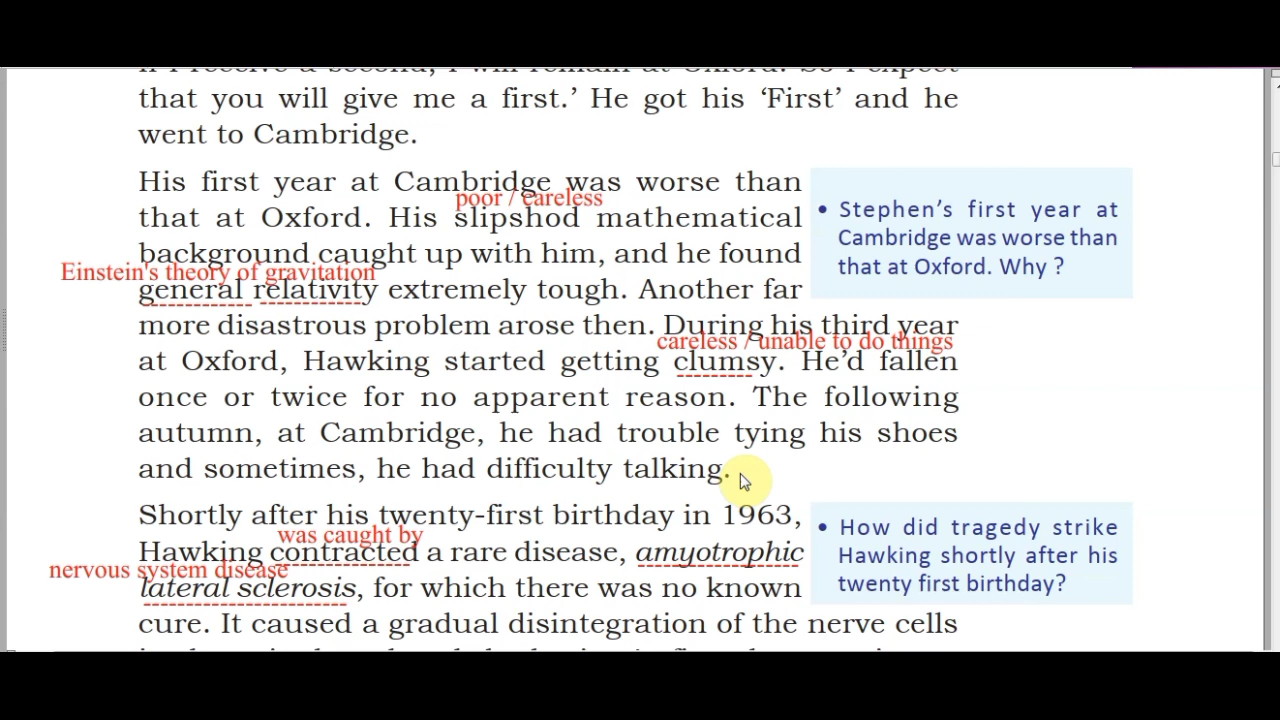 that you will give me a first.’ He got his ‘First’ and he
went to Cambridge.
His first year at Cambridge was worse than
poor / careless
that at Oxford. His slipshod mathematical
background caught up with him, and he found
Einstein's theory of gravitation
general relativity extremely tough. Another far
more disastrous problem arose then. During his third year
careless / unable to do things
at Oxford, Hawking started getting clumsy. He’d fallen
once or twice for no apparent reason. The following
autumn, at Cambridge, he had trouble tying his shoes
and sometimes, he had difficulty talking.
• Stephen’s first year at
Cambridge was worse than
that at Oxford. Why ?
Shortly after his twenty-first birthday in 1963,
was caught by
Hawking contracted a rare disease, amyotrophic
nervous system disease
lateral sclerosis, for which there was no known
cure. It caused a gradual disintegration of the nerve cells
• How did tragedy strike
Hawking shortly after his
twenty first birthday?